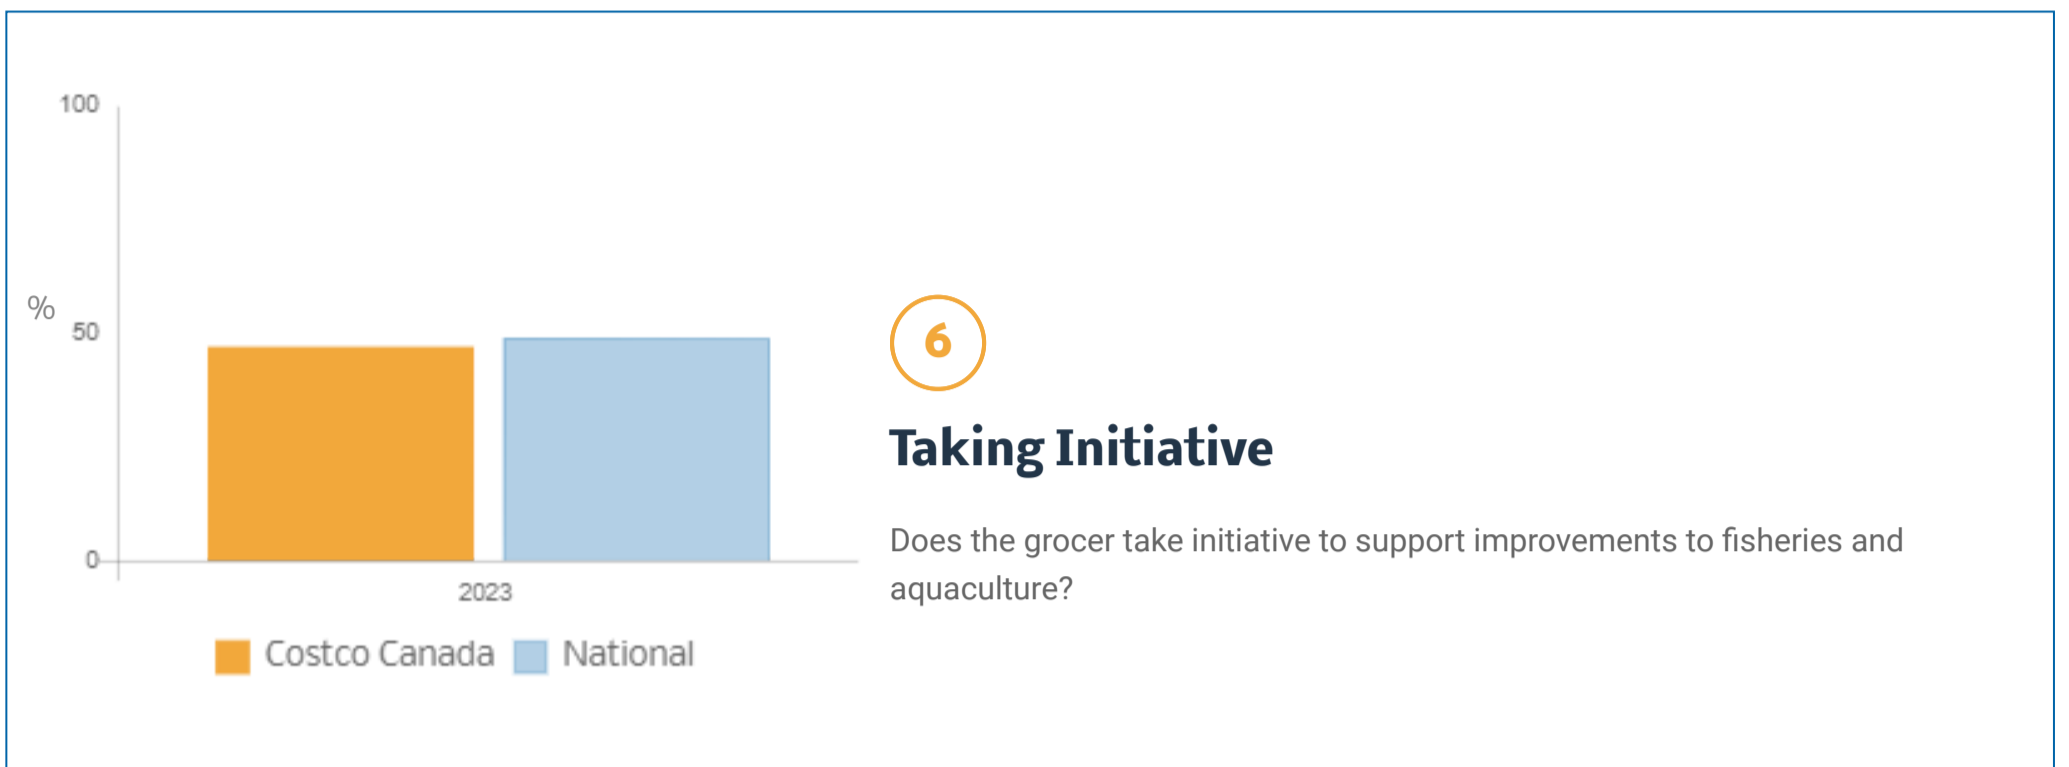 100
%
50
0
2023
Costco Canada National
6
Taking Initiative
Does the grocer take initiative to support improvements to fisheries and
aquaculture?